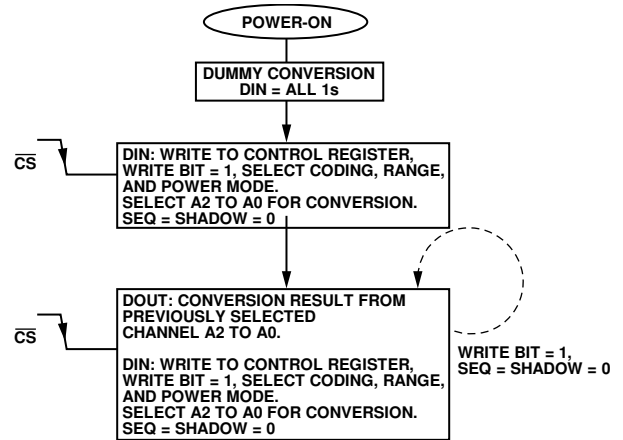 POWER-ON
DUMMY CONVERSION
DIN = ALL 1s
CS
DIN: WRITE TO CONTROL REGISTER,
WRITE BIT = 1, SELECT CODING, RANGE,
AND POWER MODE.
SELECT A2 TO A0 FOR CONVERSION.
SEQ = SHADOW = 0
CS
DOUT: CONVERSION RESULT FROM
PREVIOUSLY SELECTED
CHANNEL A2 TO A0.
DIN: WRITE TO CONTROL REGISTER,
WRITE BIT = 1, SELECT CODING, RANGE,
AND POWER MODE.
SELECT A2 TO A0 FOR CONVERSION.
SEQ = SHADOW = 0
WRITE BIT = 1,
SEQ = SHADOW = 0